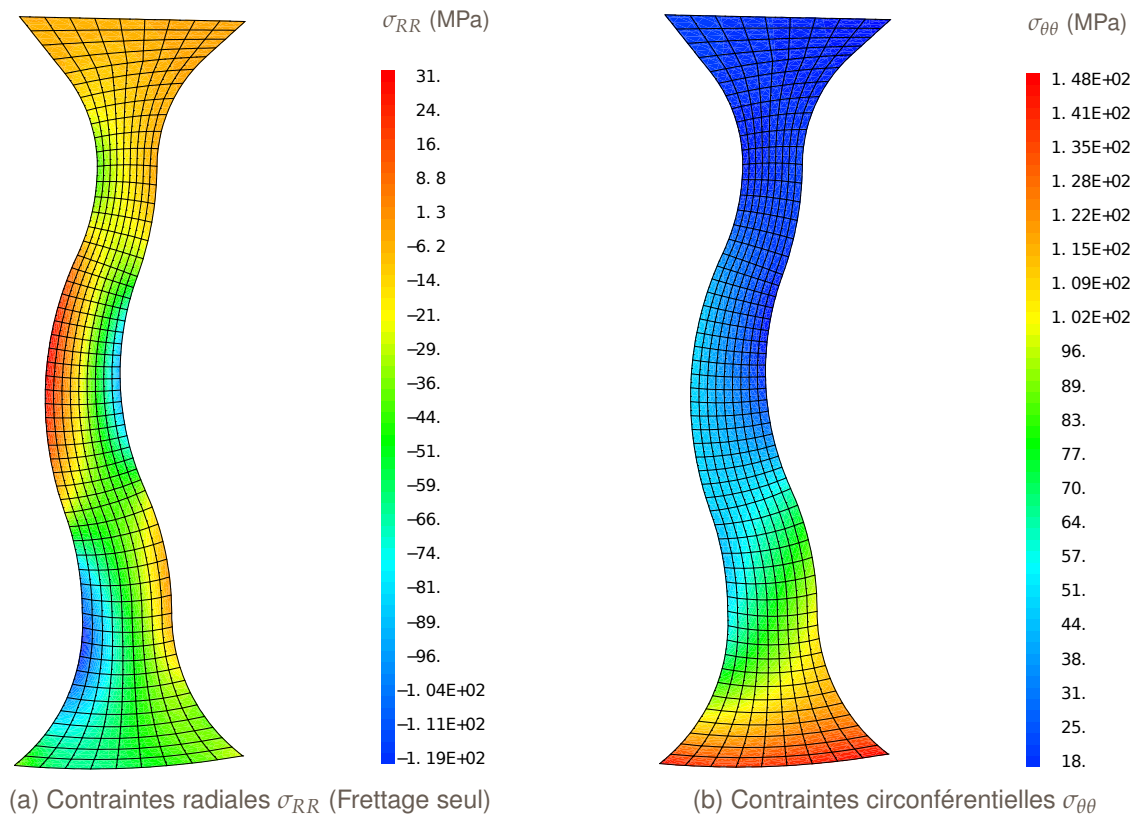 σRR (MPa)
31.
24.
16.
8.8
1.3
−6.2
−14.
−21.
−29.
−36.
−44.
−51.
−59.
−66.
−74.
−81.
−89.
−96.
−1.04E+02
−1.11E+02
−1.19E+02
(a) Contraintes radiales σRR (Frettage seul)
σθθ (MPa)
1.48E+02
1.41E+02
1.35E+02
1.28E+02
1.22E+02
1.15E+02
1.09E+02
1.02E+02
96.
89.
83.
77.
70.
64.
57.
51.
44.
38.
31.
25.
18.
(b) Contraintes circonférentielles σθθ